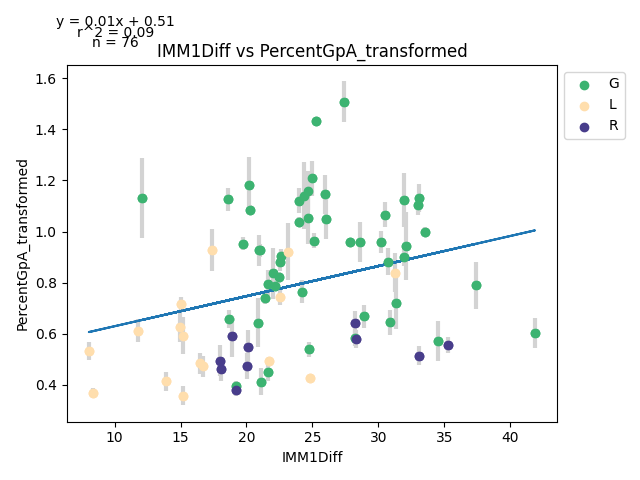 y = 0.01x + 0.51
r^2 = 0.09
n = 76
IMM1Diff vs PercentGpA_transformed
PercentGpA_transformed
1.6
1.4
1.2
1.0
0.8
0.6
0.4
10 15 20 25 30 35 40
IMM1Diff
G
L
R